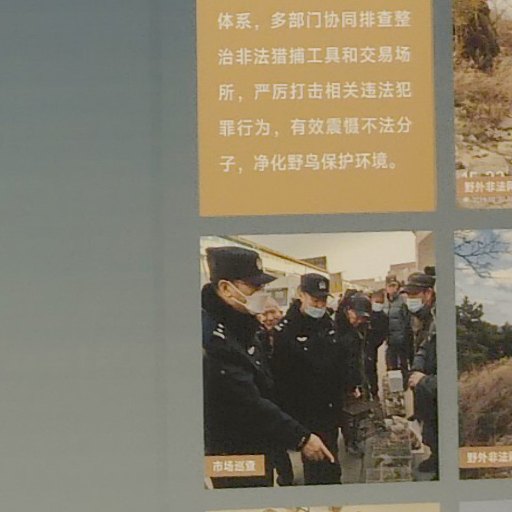 体系，多部门协同排查整
治非法猎捕工具和交易场
所，严厉打击相关违法犯
罪行为，有效震慑不法分
子，净化野鸟保护环境。
野外非法
市场巡查
野外非法